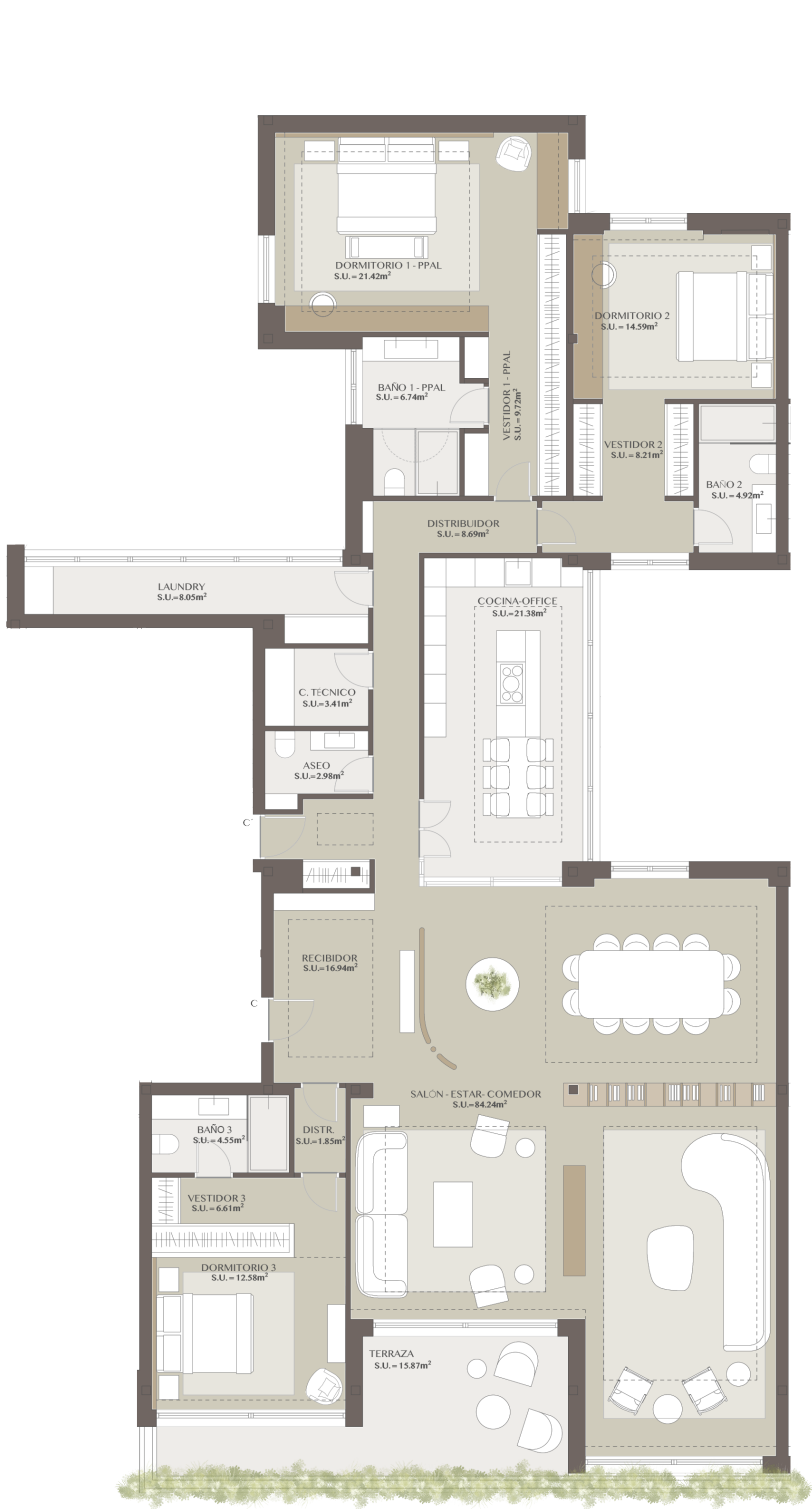 DORMITORIO 1 - PPAL
S.U. = 21.42m²
DORMITORIO 2
S.U. = 14.59m²
BAÑO 1 - PPAL
S.U. = 6.74m²
VESTIDOR 1 - PPAL
S.U. = 9.72m²
VESTIDOR 2
S.U. = 8.21m²
BAÑO 2
S.U. = 4.92m²
DISTRIBUIDOR
S.U. = 8.69m²
LAUNDRY
S.U.=8.05m²
COCINA-OFFICE
S.U.=21.38m²
C. TÉCNICO
S.U.=3.41m²
ASEO
S.U.=2.98m²
C'
RECIBIDOR
S.U.=16.94m²
C
SALÓN - ESTAR- COMEDOR
S.U.=84.24m²
BAÑO 3
S.U. = 4.55m²
DISTR.
S.U.=1.85m²
VESTIDOR 3
S.U. = 6.61m²
DORMITORIO 3
S.U. = 12.58m²
TERRAZA
S.U. = 15.87m²